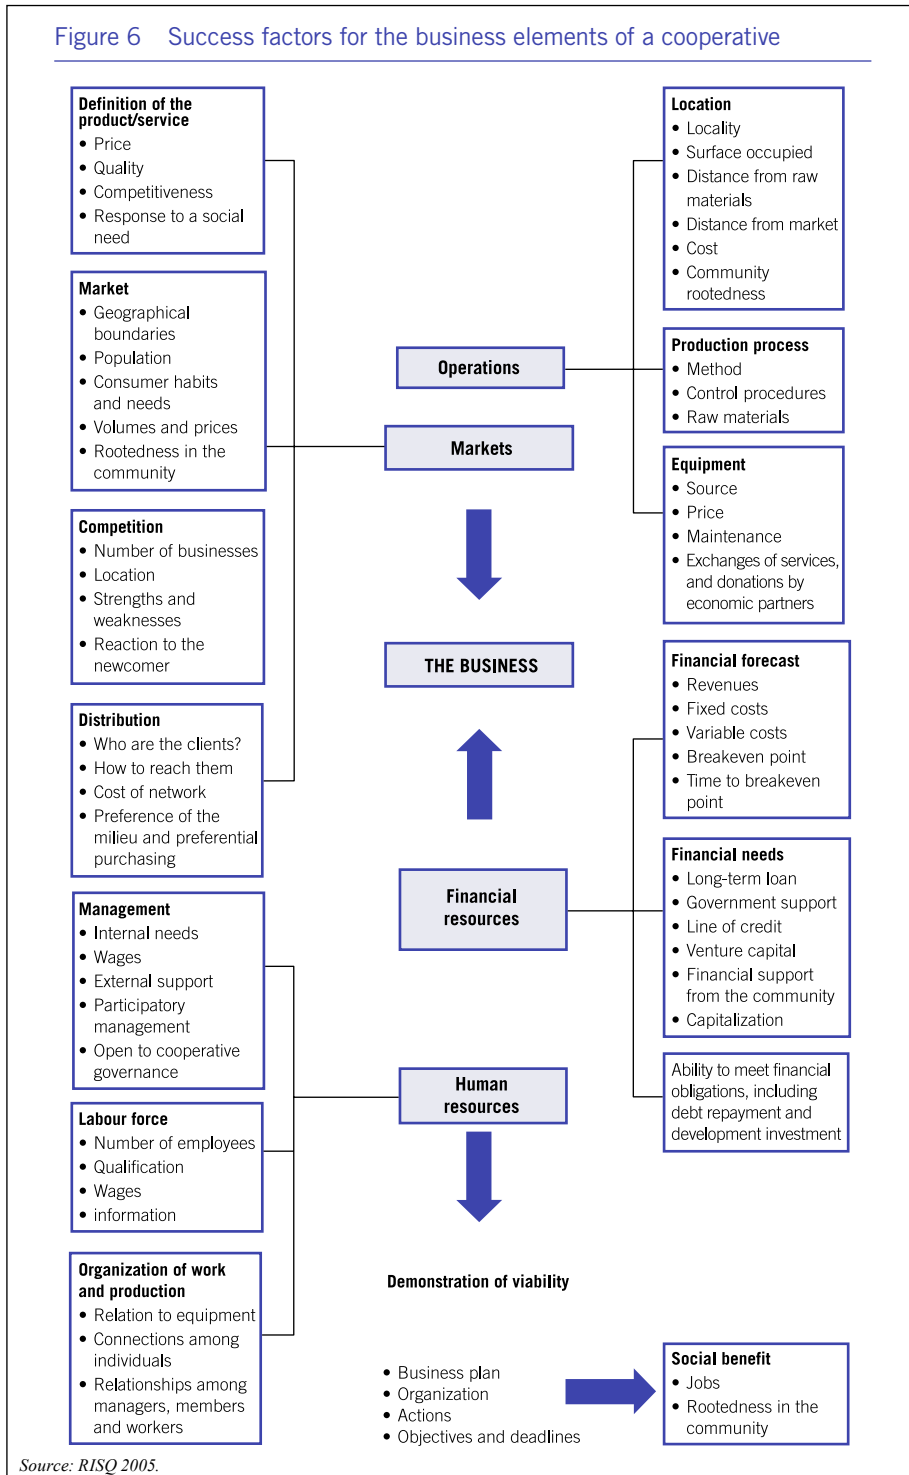 Figure 6 Success factors for the business elements of a cooperative
Definition of the
product/service
• Price
• Quality
• Competitiveness
• Response to a social
need
Market
• Geographical
boundaries
• Population
• Consumer habits
and needs
• Volumes and prices
• Rootedness in the
community
Competition
• Number of businesses
• Location
• Strengths and
weaknesses
• Reaction to the
newcomer
Distribution
• Who are the clients?
• How to reach them
• Cost of network
• Preference of the
milieu and preferential
purchasing
Management
• Internal needs
• Wages
• External support
• Participatory
management
• Open to cooperative
governance
Labour force
• Number of employees
• Qualification
• Wages
• information
Organization of work
and production
• Relation to equipment
• Connections among
individuals
• Relationships among
managers, members
and workers
Operations
Markets
THE BUSINESS
Financial
resources
Human
resources
Demonstration of viability
• Business plan
• Organization
• Actions
• Objectives and deadlines
Location
• Locality
• Surface occupied
• Distance from raw
materials
• Distance from market
• Cost
• Community
rootedness
Production process
• Method
• Control procedures
• Raw materials
Equipment
• Source
• Price
• Maintenance
• Exchanges of services,
and donations by
economic partners
Financial forecast
• Revenues
• Fixed costs
• Variable costs
• Breakeven point
• Time to breakeven
point
Financial needs
• Long-term loan
• Government support
• Line of credit
• Venture capital
• Financial support
from the community
• Capitalization
Ability to meet financial
obligations, including
debt repayment and
development investment
Social benefit
• Jobs
• Rootedness in the
community
Source: RISQ 2005.